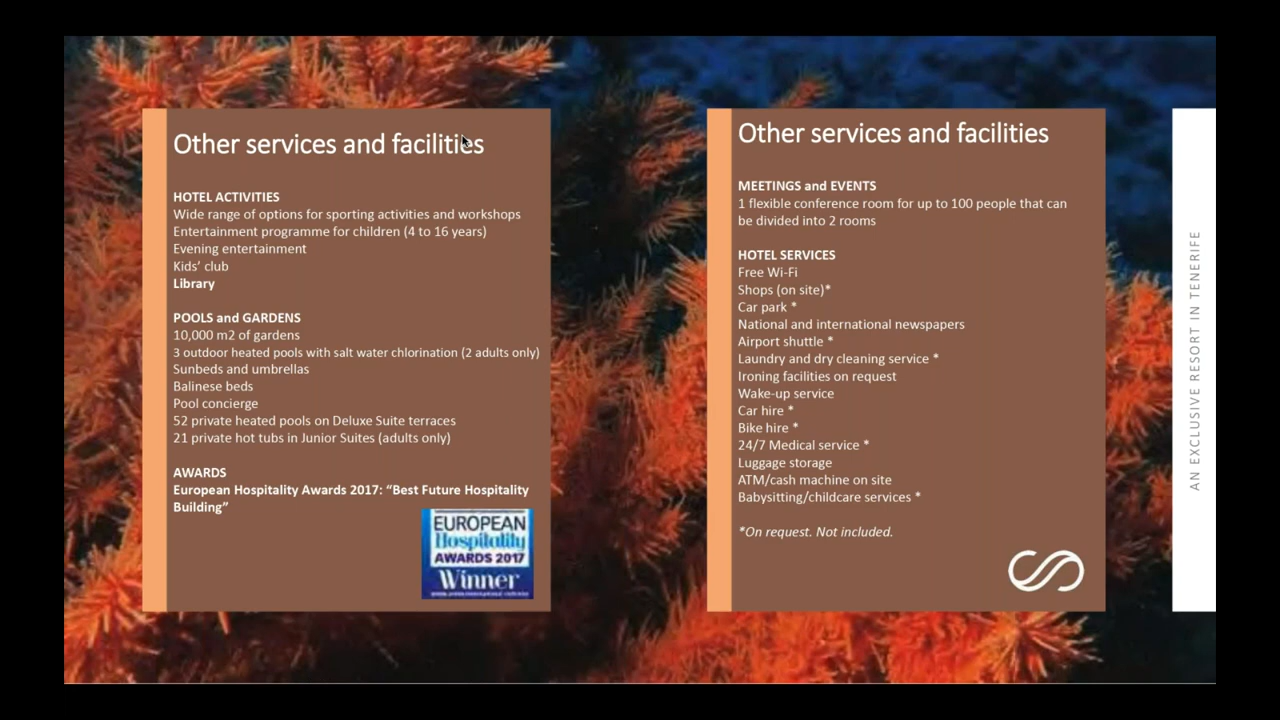 Other services and facilities
HOTEL ACTIVITIES
Wide range of options for sporting activities and workshops
Entertainment programme for children (4 to 16 years)
Evening entertainment
Kids’ club
Library
POOLS and GARDENS
10,000 m2 of gardens
3 outdoor heated pools with salt water chlorination (2 adults only)
Sunbeds and umbrellas
Balinese beds
Pool concierge
52 private heated pools on Deluxe Suite terraces
21 private hot tubs in Junior Suites (adults only)
AWARDS
European Hospitality Awards 2017: “Best Future Hospitality
Building”
EUROPEAN
Hospitality
AWARDS 2017
Winner
Other services and facilities
MEETINGS and EVENTS
1 flexible conference room for up to 100 people that can
be divided into 2 rooms
HOTEL SERVICES
Free Wi-Fi
Shops (on site)*
Car park *
National and international newspapers
Airport shuttle *
Laundry and dry cleaning service *
Ironing facilities on request
Wake-up service
Car hire *
Bike hire *
24/7 Medical service *
Luggage storage
ATM/cash machine on site
Babysitting/childcare services *
*On request. Not included.
AN EXCLUSIVE RESORT IN TENERIFE